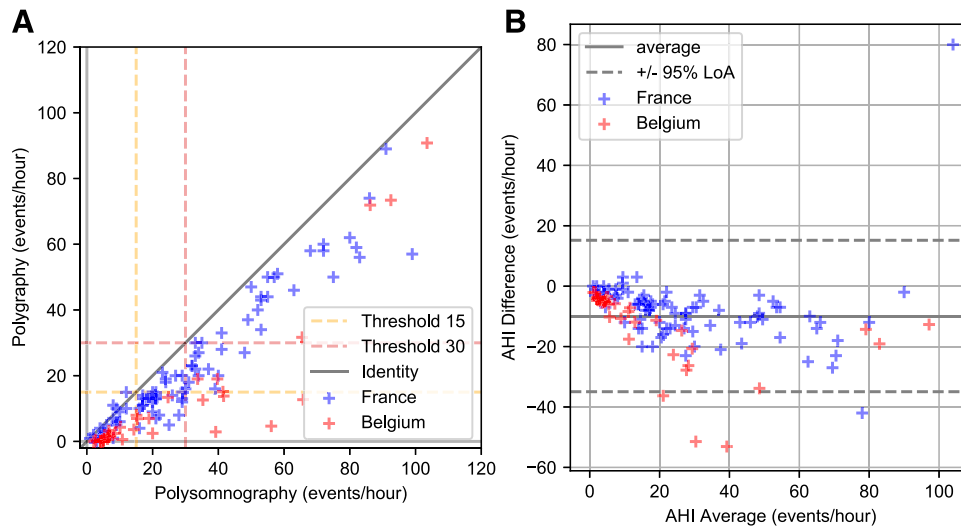 A
Polygraphy (events/hour)
120
100
80
60
40
20
0
0 20 40 60 80 100 120
Polysomnography (events/hour)
Threshold 15
Threshold 30
Identity
France
Belgium
B
AHI Difference (events/hour)
80
60
40
20
0
−20
−40
−60
0 20 40 60 80 100
AHI Average (events/hour)
average
+/- 95% LoA
France
Belgium